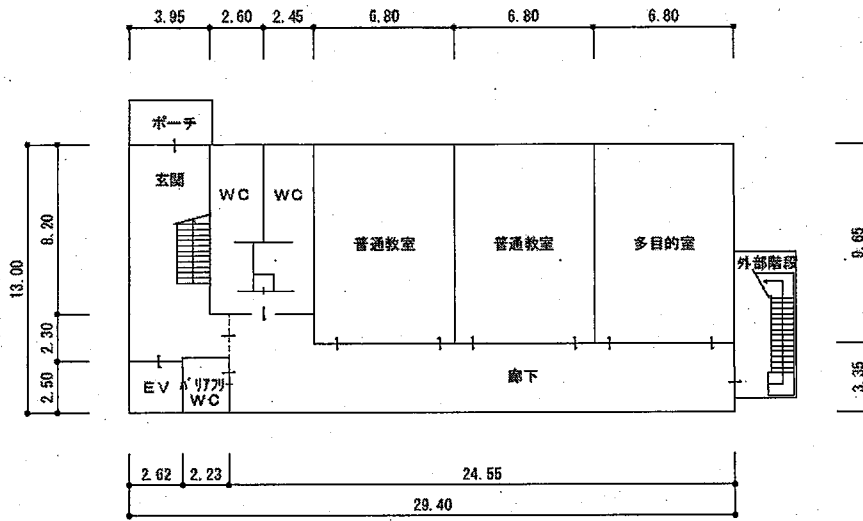 3.95 2.60 2.45 6.80 6.80 6.80
ポーチ
玄関
WC
WC
普通教室
普通教室
多目的室
外部階段
8.20
13.00
2.30
2.50
9.65
3.35
EV
バリアフリー
WC
廊下
2.62 2.23 24.55
29.40